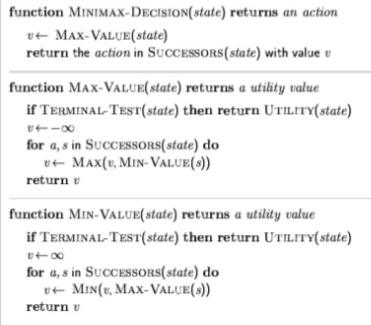 function MINIMAX-DECISION(state) returns an action
v← MAX-VALUE(state)
return the action in SUCCESSORS(state) with value v
function MAX-VALUE(state) returns a utility value
if TERMINAL-TEST(state) then return UTILITY(state)
v←−∞
for a, s in SUCCESSORS(state) do
v← MAX(v, MIN-VALUE(s))
return v
function MIN-VALUE(state) returns a utility value
if TERMINAL-TEST(state) then return UTILITY(state)
v←∞
for a, s in SUCCESSORS(state) do
v← MIN(v, MAX-VALUE(s))
return v